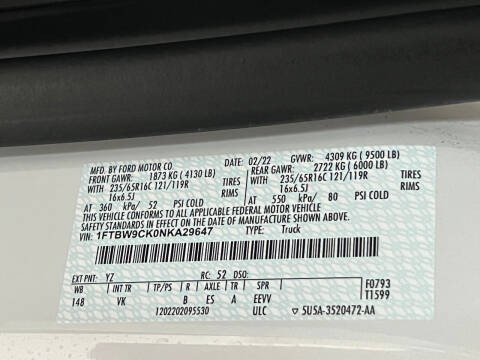 MFD. BY FORD MOTOR CO. 02/22 GVWR: 4309 KG (9500 LB)
FRONT GAWR: 1873 KG (4130 LB) REAR GAWR: 2722 KG (6000 LB)
WITH 235/65R16C 121/119R TIRES WITH 235/65R16C 121/119R TIRES
16x6.5J RIMS 16x6.5J RIMS
AT 360 kPa/ 52 PSI COLD AT 550 kPa/ 80 PSI COLD
THIS VEHICLE CONFORMS TO ALL APPLICABLE FEDERAL MOTOR VEHICLE
SAFETY STANDARDS IN EFFECT ON THE DATE OF MANUFACTURE SHOWN ABOVE.
VIN: 1FTBW9CK0NKA29647 TYPE: Truck
EXT PNT: YZ RC: 52 DSO: F0793
WB INT TR TP/PS R AXLE TR SPR T1599
148 VK B ES A EEVV
1202202095530 ULC 5U5A-3520472-AA